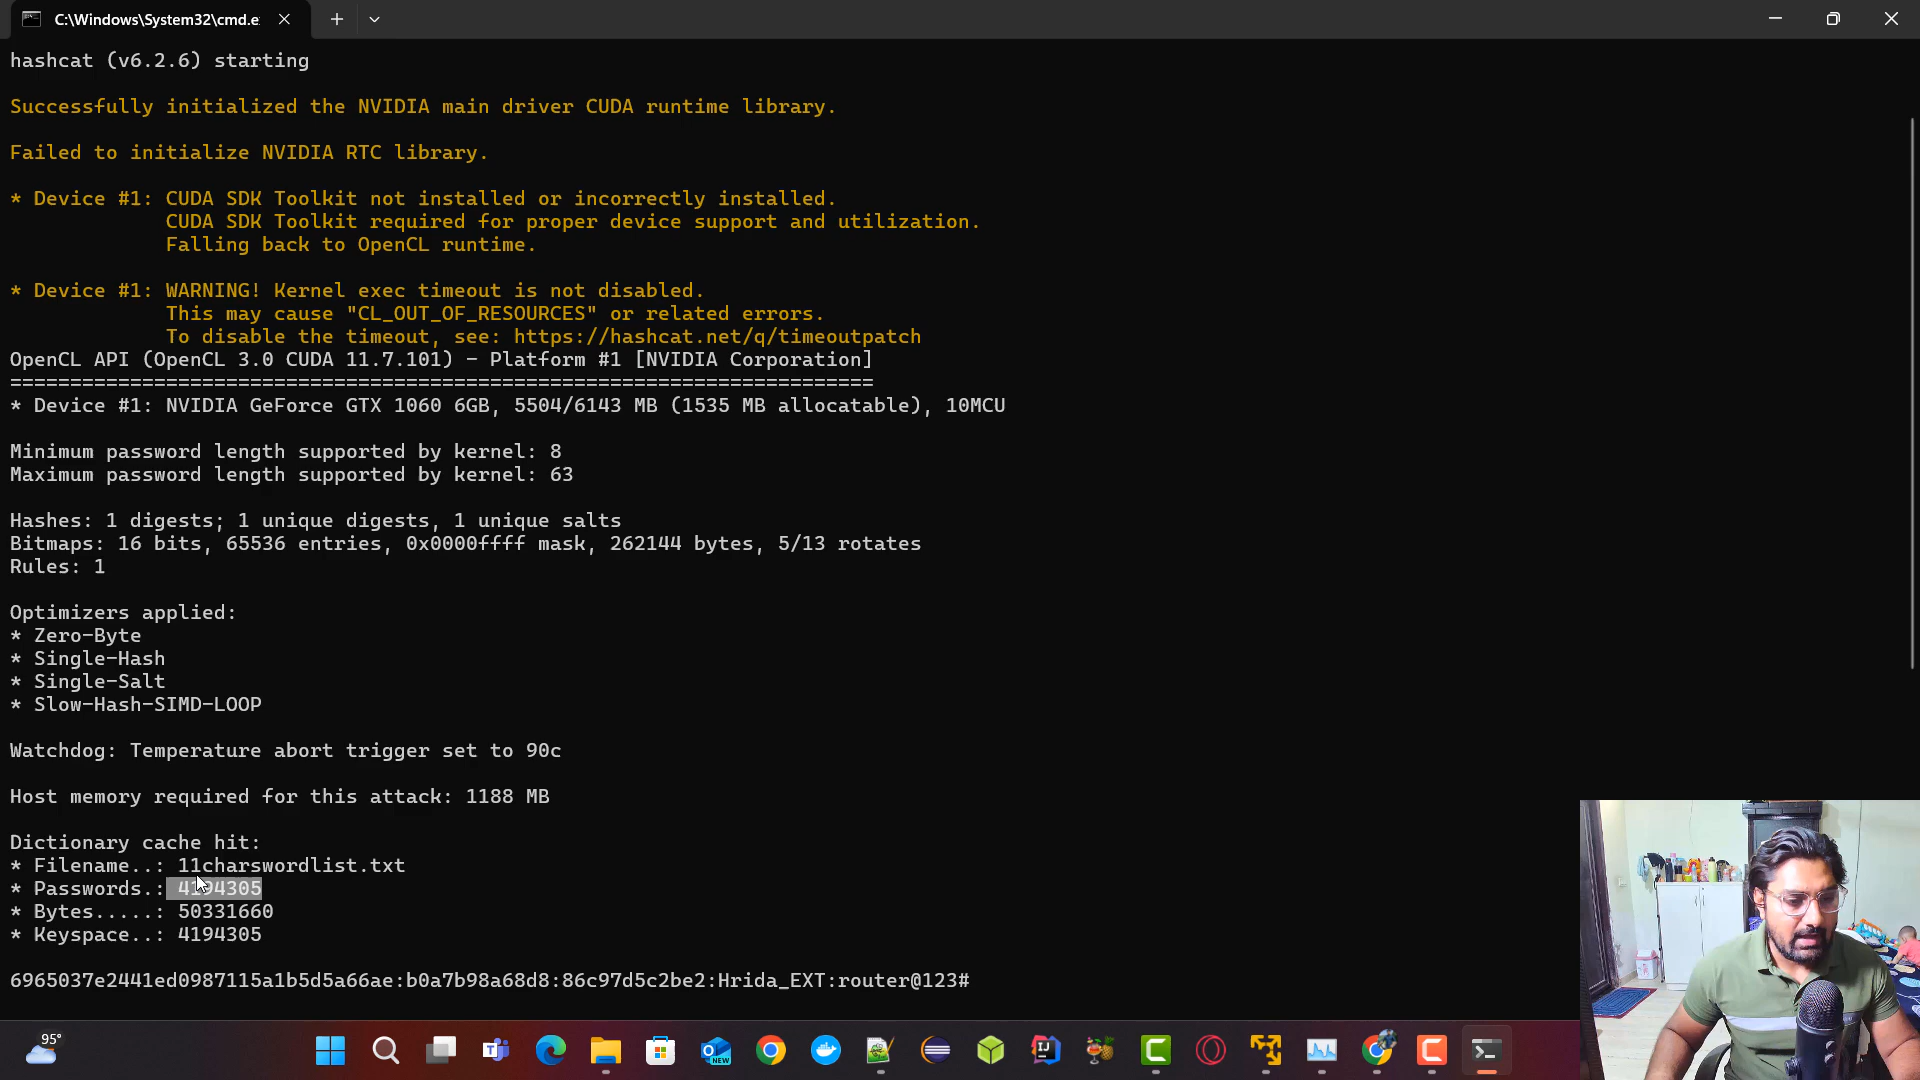 C:\Windows\System32\cmd.e
hashcat (v6.2.6) starting
Successfully initialized the NVIDIA main driver CUDA runtime library.
Failed to initialize NVIDIA RTC library.
* Device #1: CUDA SDK Toolkit not installed or incorrectly installed.
CUDA SDK Toolkit required for proper device support and utilization.
Falling back to OpenCL runtime.
* Device #1: WARNING! Kernel exec timeout is not disabled.
This may cause "CL_OUT_OF_RESOURCES" or related errors.
To disable the timeout, see: https://hashcat.net/q/timeoutpatch
OpenCL API (OpenCL 3.0 CUDA 11.7.101) - Platform #1 [NVIDIA Corporation]
========================================================================
* Device #1: NVIDIA GeForce GTX 1060 6GB, 5504/6143 MB (1535 MB allocatable), 10MCU
Minimum password length supported by kernel: 8
Maximum password length supported by kernel: 63
Hashes: 1 digests; 1 unique digests, 1 unique salts
Bitmaps: 16 bits, 65536 entries, 0x0000ffff mask, 262144 bytes, 5/13 rotates
Rules: 1
Optimizers applied:
* Zero-Byte
* Single-Hash
* Single-Salt
* Slow-Hash-SIMD-LOOP
Watchdog: Temperature abort trigger set to 90c
Host memory required for this attack: 1188 MB
Dictionary cache hit:
* Filename..: 11charswordlist.txt
* Passwords.: 4194305
* Bytes.....: 50331660
* Keyspace..: 4194305
6965037e2441ed0987115a1b5d5a66ae:b0a7b98a68d8:86c97d5c2be2:Hrida_EXT:router@123#
95°
NEW